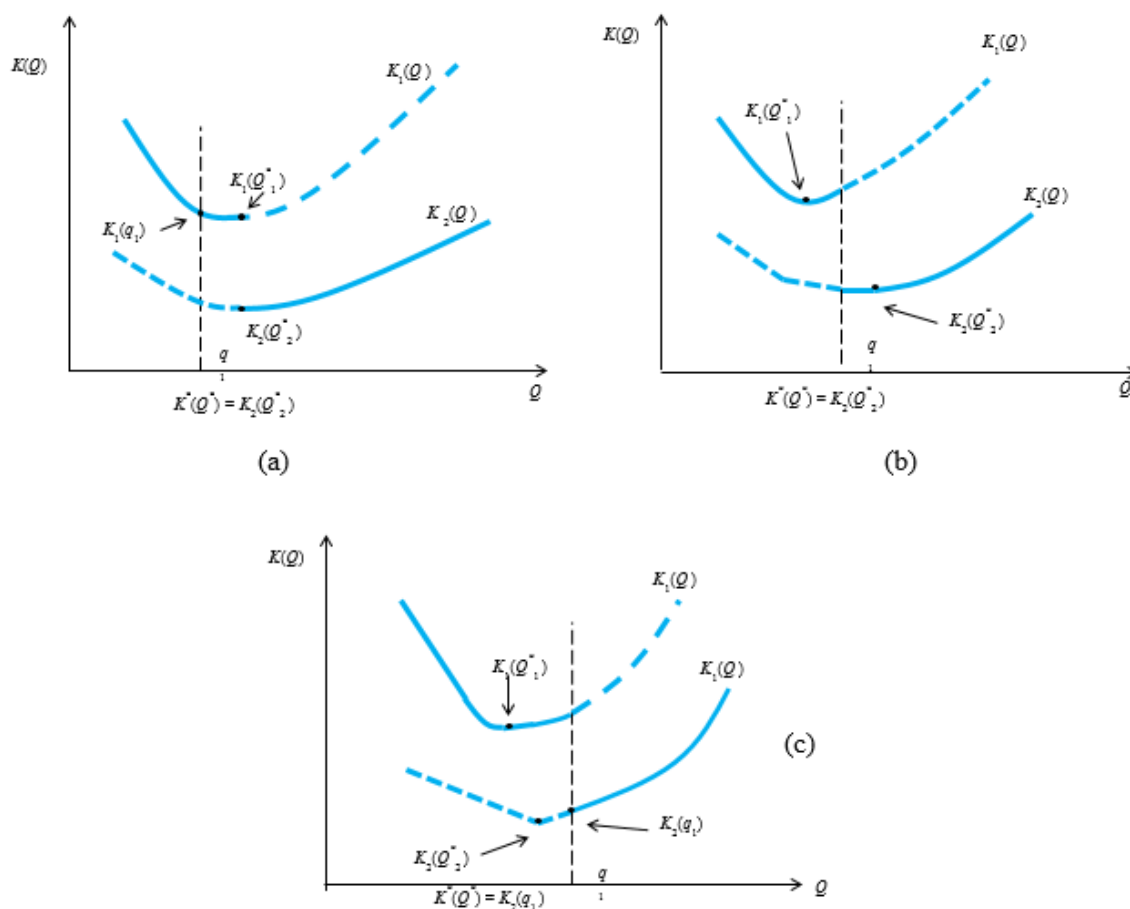 K(Q)
K₁(Q)
K₁(Q*₁)
K₁(q₁)
K₂(Q)
K₂(Q*₂)
q
1
Q
K*(Q*) = K₂(Q*₂)
(a)
K(Q)
K₁(Q)
K₁(Q*₁)
K₂(Q)
K₂(Q*₂)
q
1
Q
K*(Q*) = K₂(Q*₂)
(b)
K(Q)
K₁(Q)
K₁(Q*₁)
K₁(Q)
(c)
K₂(q₁)
K₂(Q*₂)
q
1
Q
K*(Q*) = K₂(q₁)